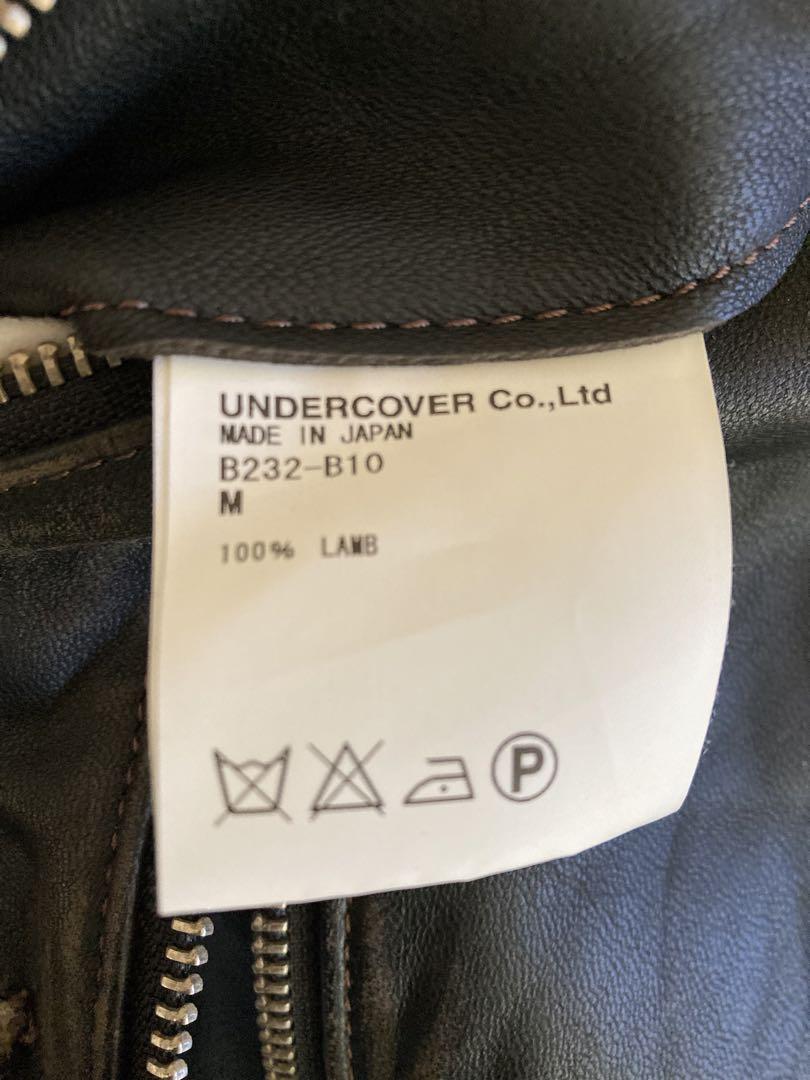 UNDERCOVER Co.,Ltd
MADE IN JAPAN
B232-B10
M
100% LAMB
P